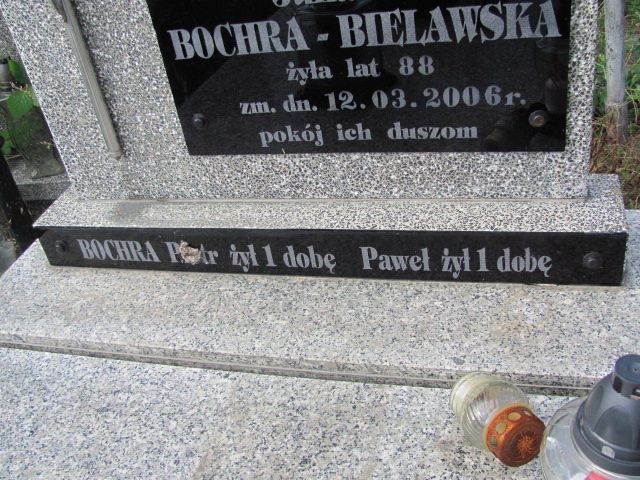 BOCHRA - BIELAWSKA
żyła lat 88
zm. dn. 12.03.2006r.
pokój ich duszom
BOCHRA Piotr żył 1 dobę Paweł żył 1 dobę